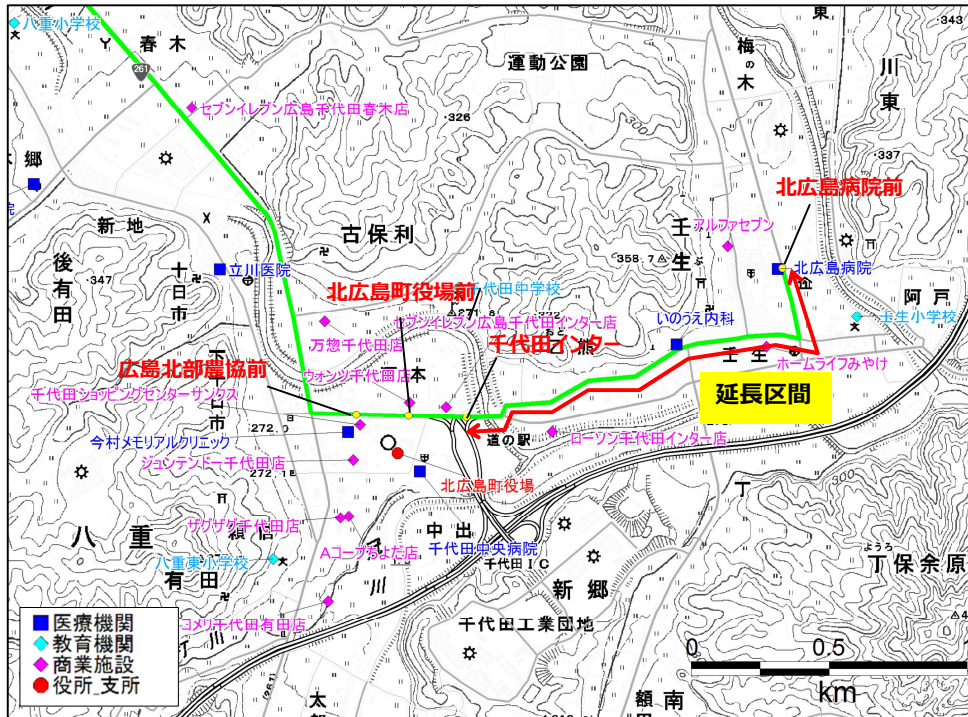 八重小学校
春木
261
セブンイレブン広島千代田春木店
運動公園
・326
300
梅の木
東
・343
川東
・337
郷
新地
後有田
・347
十日市
立川医院
古保利
北広島町役場前
セブンイレブン広島千代田インター店
万惣千代田店
千代田インター
広島北部農協前
ウォンツ千代田店
千代田ショッピングセンターサンクス
272.0
今村メモリアルクリニック
ジュンテンドー千代田店
272.1
道の駅
ローソン千代田インター店
北広島町役場
358.7
壬生
アルファセブン
北広島病院前
北広島病院
いのうえ内科
阿戸
壬生小学校
壬生
ホームライフみやけ
延長区間
八重
ザグザグ千代田店
Aコープちよだ店
八重東小学校
有田
中出
川
千代田中央病院
千代田IC
新郷
千代田工業団地
コメリ千代田有田店
丁
ようろ
丁保余原
300
医療機関
教育機関
商業施設
役所_支所
(261)
0
0.5
km